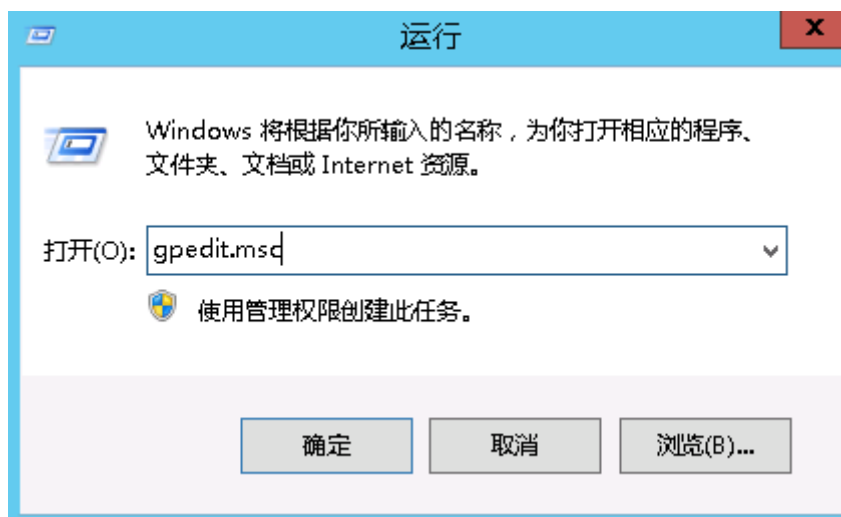 运行
Windows 将根据你所输入的名称，为你打开相应的程序、
文件夹、文档或 Internet 资源。
打开(O): gpedit.msc
使用管理权限创建此任务。
确定 取消 浏览(B)...